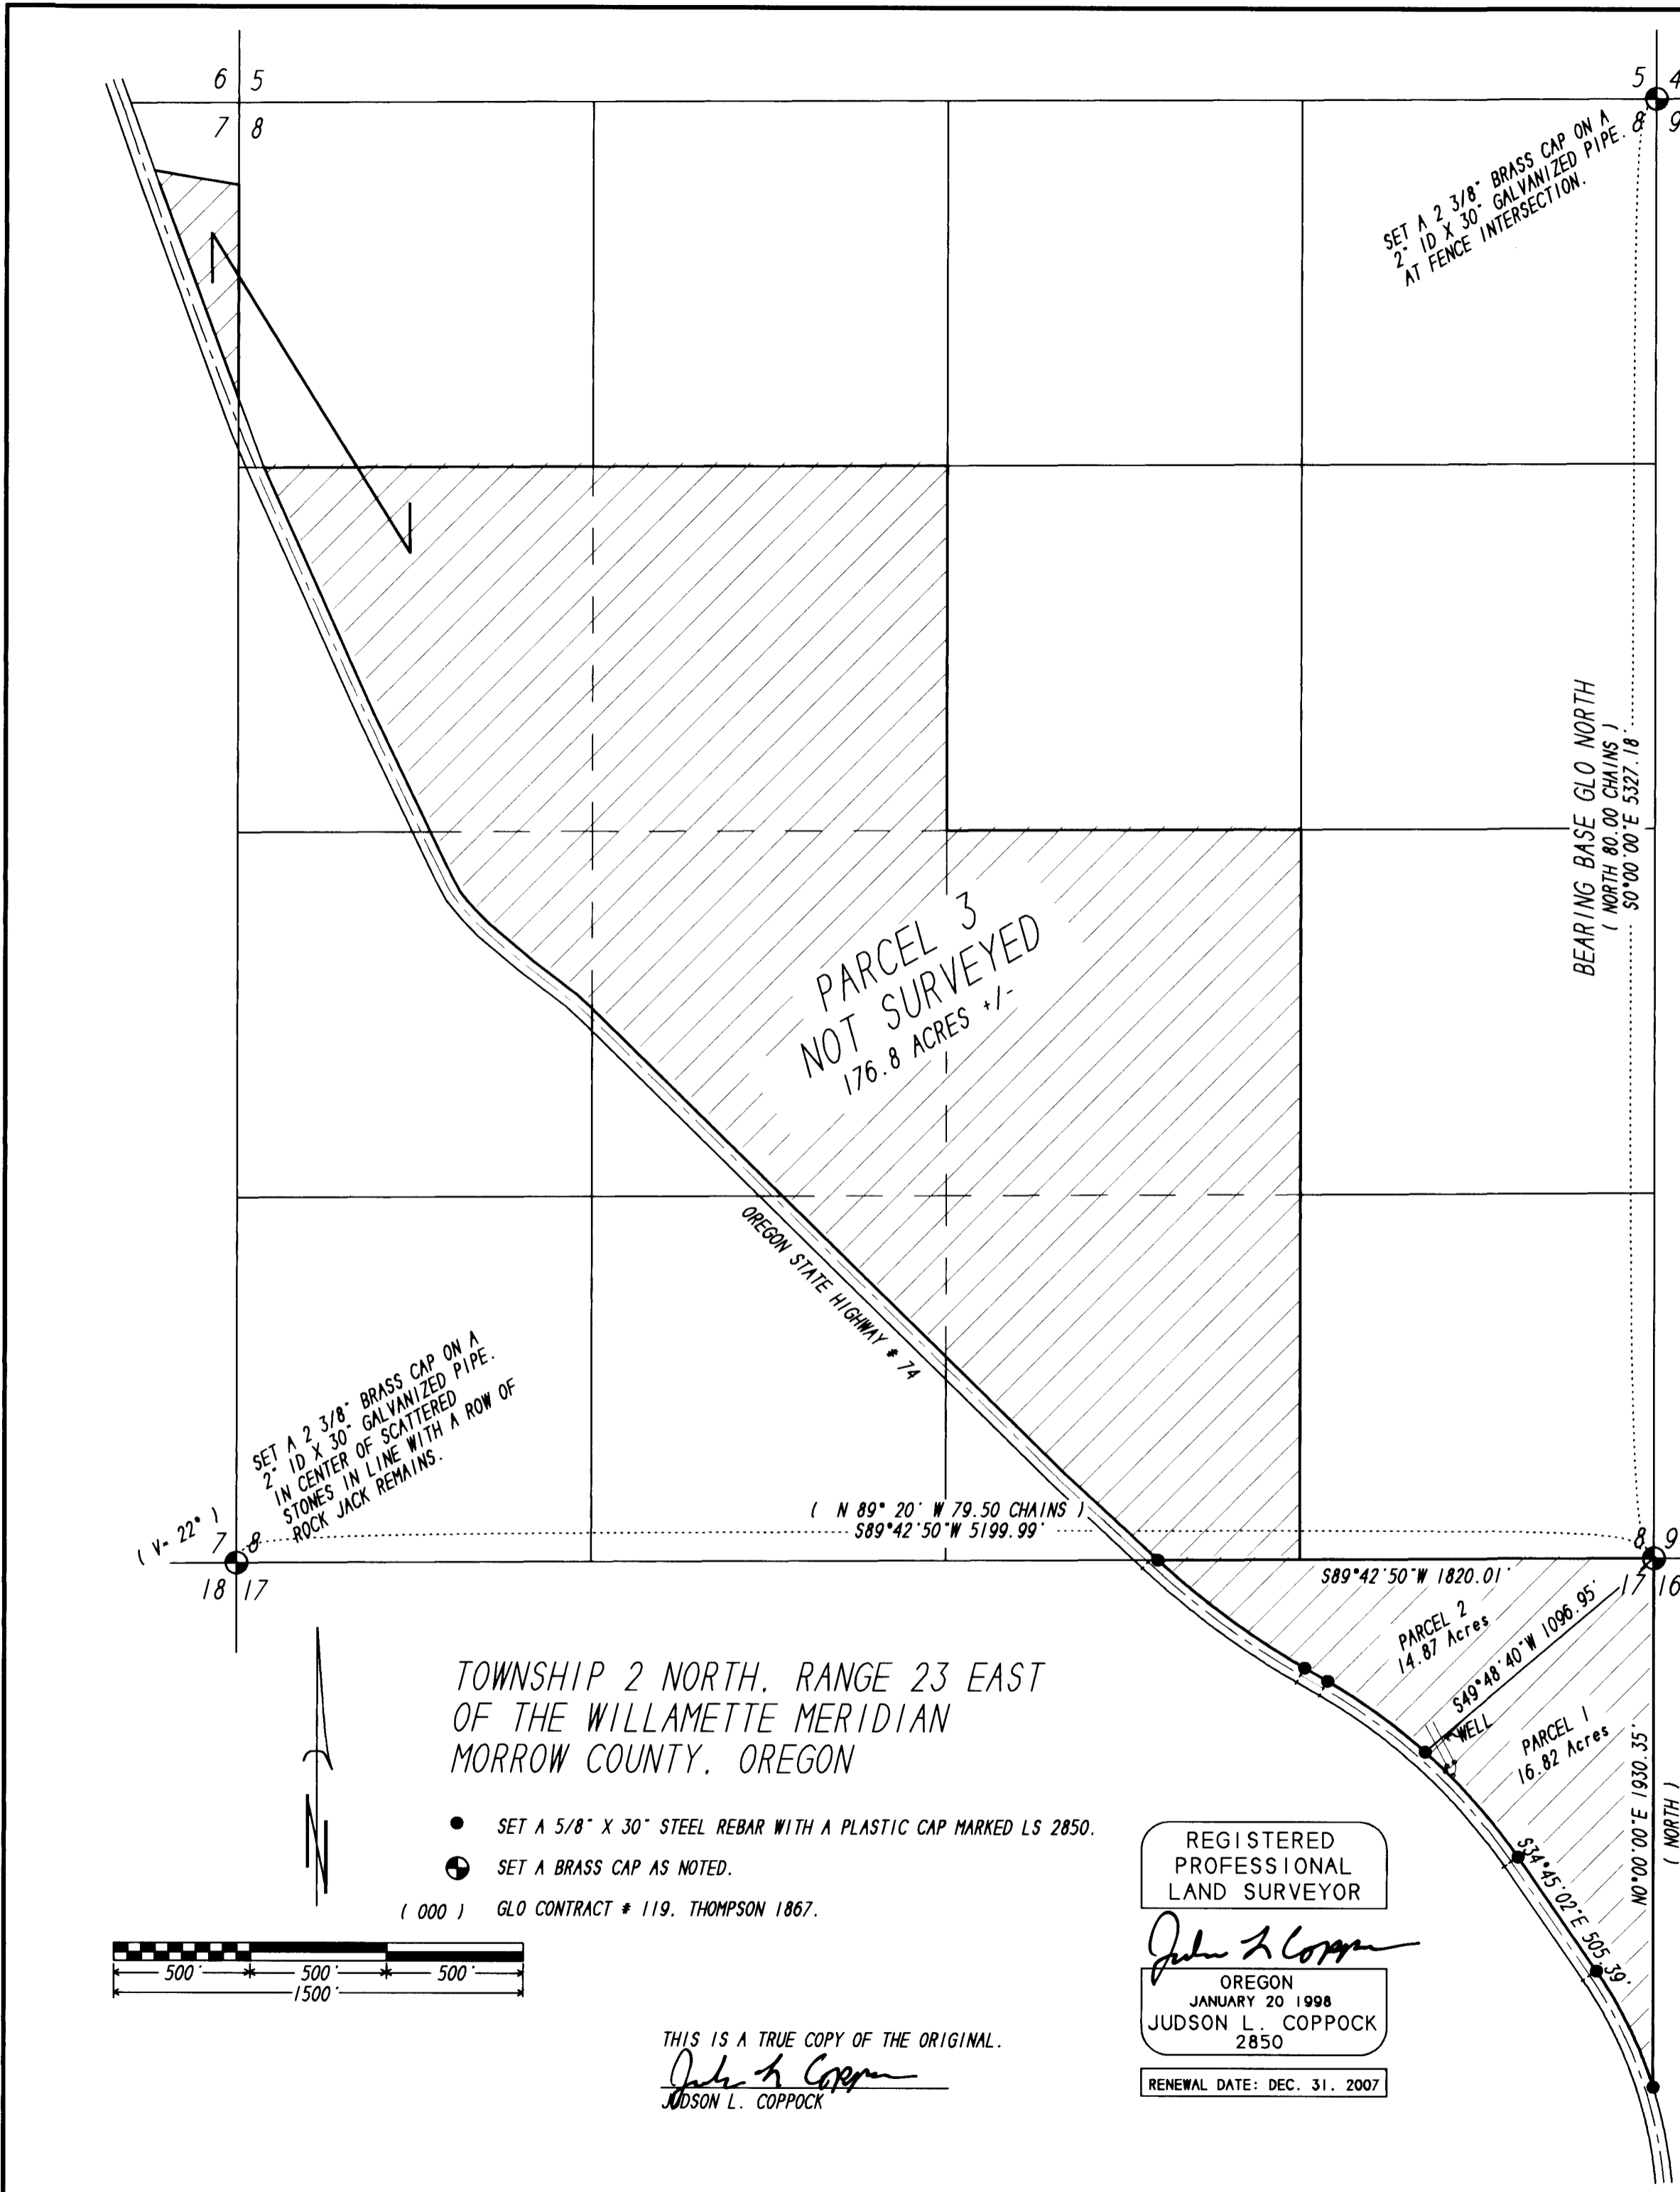 6 5
7 8
5 4
8 9
SET A 2 3/8" BRASS CAP ON A
2" ID X 30" GALVANIZED PIPE.
AT FENCE INTERSECTION.
BEARING BASE GLO NORTH
( NORTH 80.00 CHAINS )
S0°00'00"E 5327.18'
PARCEL 3
NOT SURVEYED
176.8 ACRES +/-
OREGON STATE HIGHWAY # 74
SET A 2 3/8" BRASS CAP ON A
2" ID X 30" GALVANIZED PIPE.
IN CENTER OF SCATTERED
STONES IN LINE WITH A ROW OF
ROCK JACK REMAINS.
( V- 22° )
7 8
18 17
( N 89° 20' W 79.50 CHAINS )
S89°42'50"W 5199.99'
8 9
17 16
S89°42'50"W 1820.01'
PARCEL 2
14.87 Acres
S49°48'40"W 1096.95'
WELL
PARCEL 1
16.82 Acres
N0°00'00"E 1930.35'
( NORTH )
S34°45'02"E 505.39'
TOWNSHIP 2 NORTH. RANGE 23 EAST
OF THE WILLAMETTE MERIDIAN
MORROW COUNTY. OREGON
N
SET A 5/8" X 30" STEEL REBAR WITH A PLASTIC CAP MARKED LS 2850.
SET A BRASS CAP AS NOTED.
( 000 ) GLO CONTRACT # 119. THOMPSON 1867.
500' 500' 500'
1500'
REGISTERED
PROFESSIONAL
LAND SURVEYOR
Judson L Coppock
OREGON
JANUARY 20 1998
JUDSON L. COPPOCK
2850
RENEWAL DATE: DEC. 31. 2007
THIS IS A TRUE COPY OF THE ORIGINAL.
Judson L Coppock
JUDSON L. COPPOCK